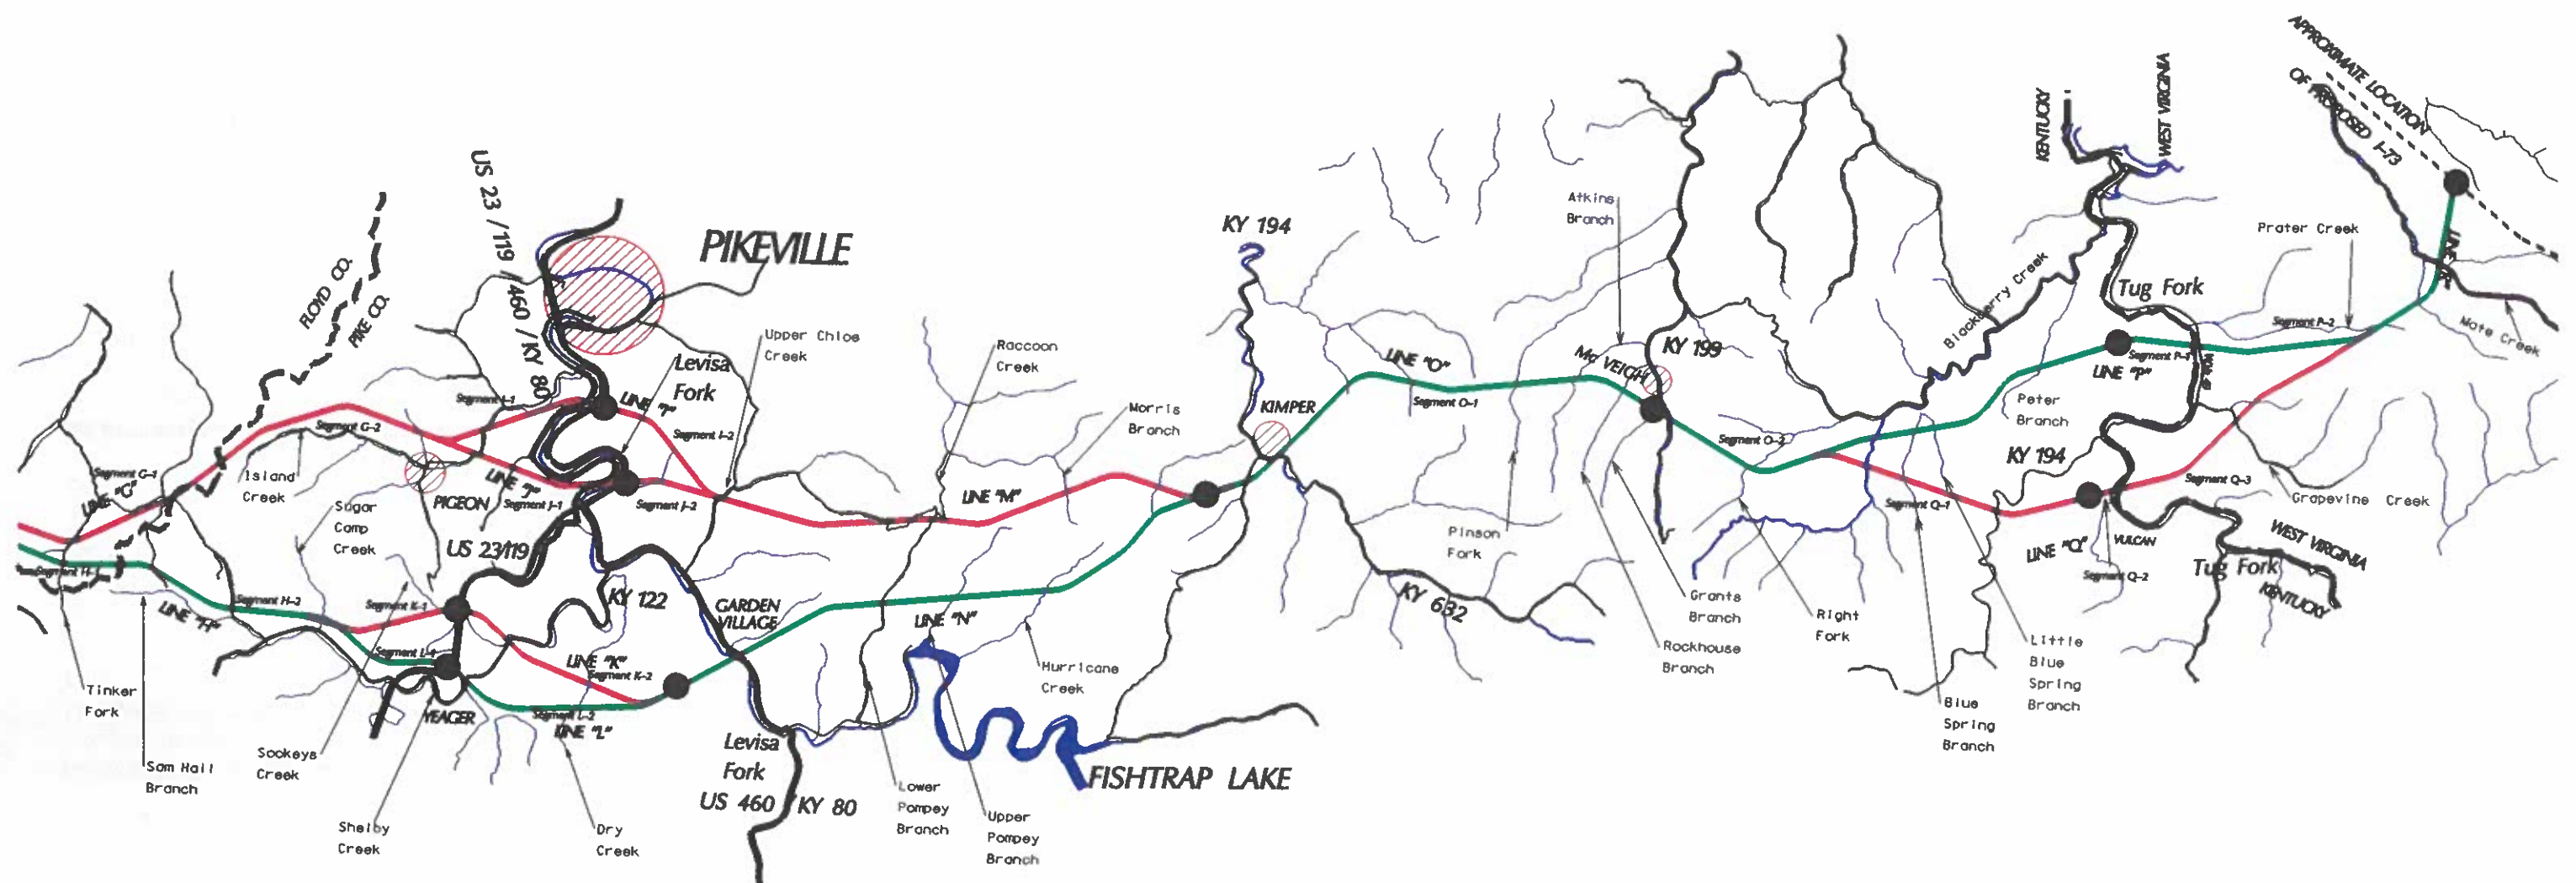 US 23 / 119 / 460 / KY 80
PIKEVILLE
FLOYD CO.
PIKE CO.
Levisa
Fork
Upper Chloe
Creek
Raccoon
Creek
Morris
Branch
KY 194
KIMPER
LINE "O"
Segment O-1
Atkins
Branch
Mc VEIGH
KY 199
Segment O-2
Blackberry Creek
KENTUCKY
WEST VIRGINIA
APPROXIMATE LOCATION
OF PROPOSED I-73
Tug Fork
Prater Creek
Segment P-2
Segment P-1
LINE "P"
Mate Creek
Peter
Branch
KY 194
Segment Q-3
Grapevine Creek
Segment Q-1
LINE "Q"
VULCAN
Segment Q-2
WEST VIRGINIA
Tug Fork
KENTUCKY
Segment I-1
LINE "I"
Segment I-2
Segment G-2
Segment G-1
LINE "G"
Island
Creek
PIGEON
LINE "J"
Segment J-1
Segment J-2
LINE "M"
Sugar
Camp
Creek
US 23/119
Segment H-1
LINE "H"
Segment H-2
Segment K-1
KY 122
GARDEN
VILLAGE
LINE "N"
Segment L-1
LINE "K"
Segment K-2
YEAGER
Segment L-2
LINE "L"
Tinker
Fork
Sam Hall
Branch
Sookeys
Creek
Shelby
Creek
Dry
Creek
Levisa
Fork
US 460 / KY 80
Lower
Pompey
Branch
Upper
Pompey
Branch
Hurricane
Creek
FISHTRAP LAKE
Pinson
Fork
KY 632
Grants
Branch
Rockhouse
Branch
Right
Fork
Blue
Spring
Branch
Little
Blue
Spring
Branch